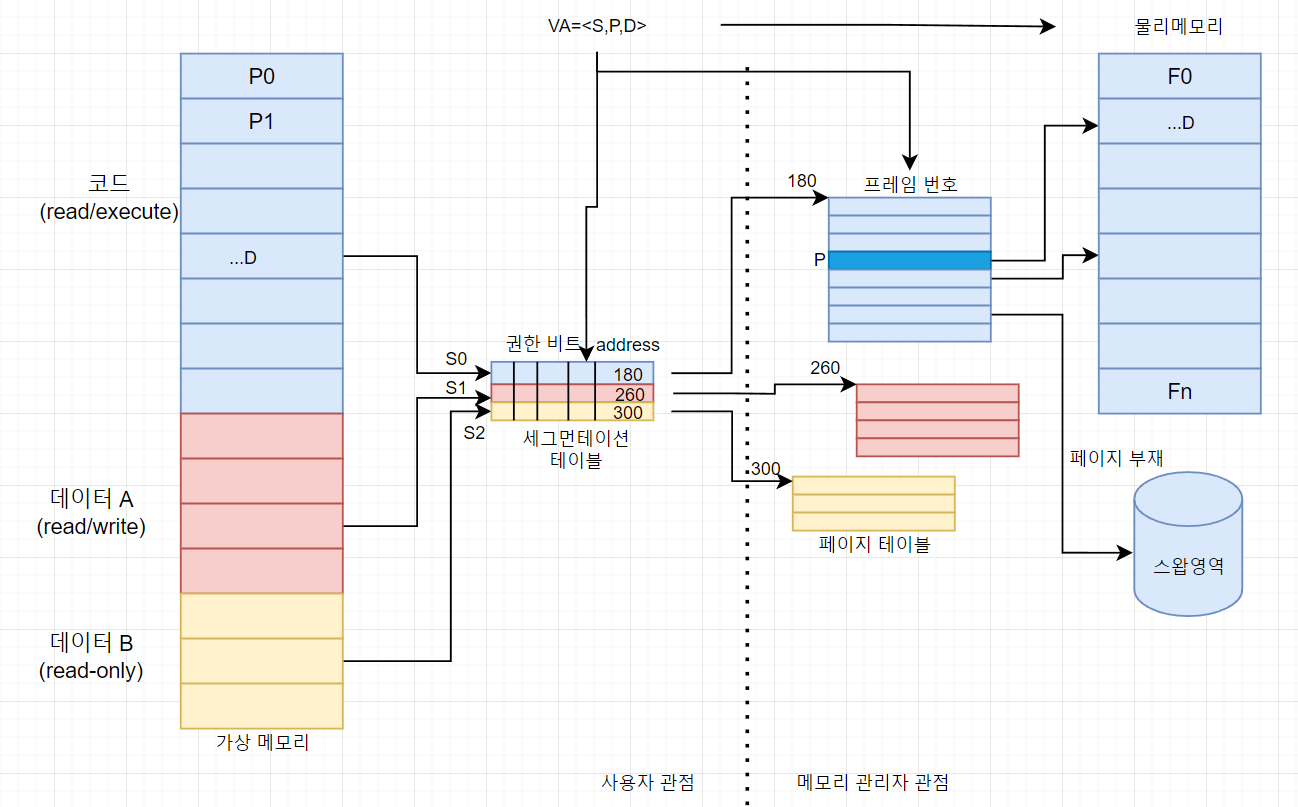 VA=<S,P,D>
물리메모리
P0
P1
코드
(read/execute)
...D
데이터 A
(read/write)
데이터 B
(read-only)
가상 메모리
권한 비트
address
S0
S1
S2
180
260
300
세그먼테이션
테이블
사용자 관점
180
프레임 번호
P
260
300
페이지 테이블
메모리 관리자 관점
F0
...D
Fn
페이지 부재
스왑영역